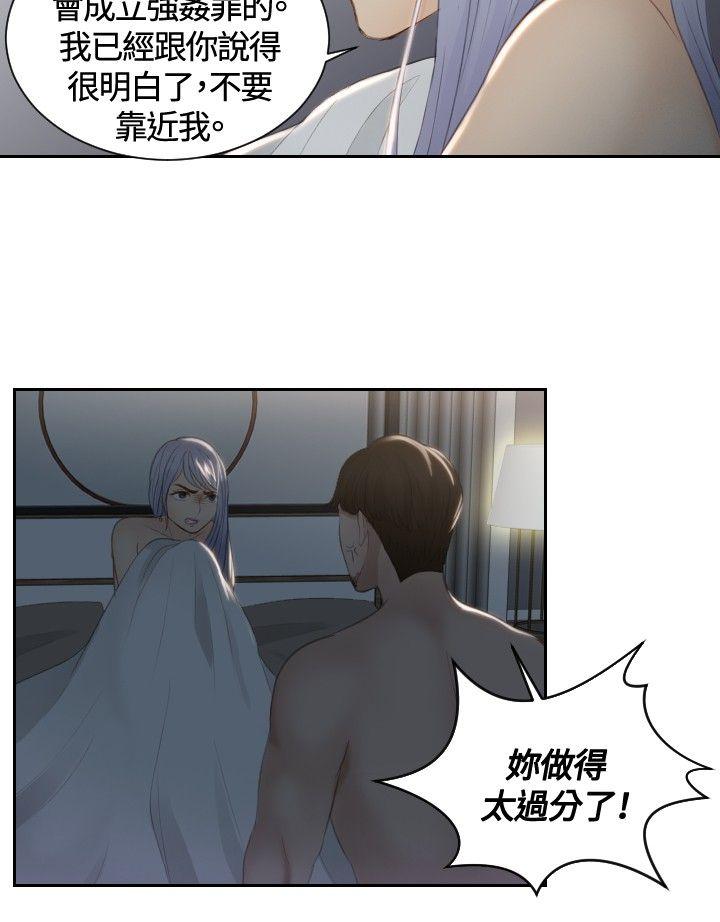 會成立強姦罪的。
我已經跟你說得
很明白了，不要
靠近我。
妳做得
太過分了！